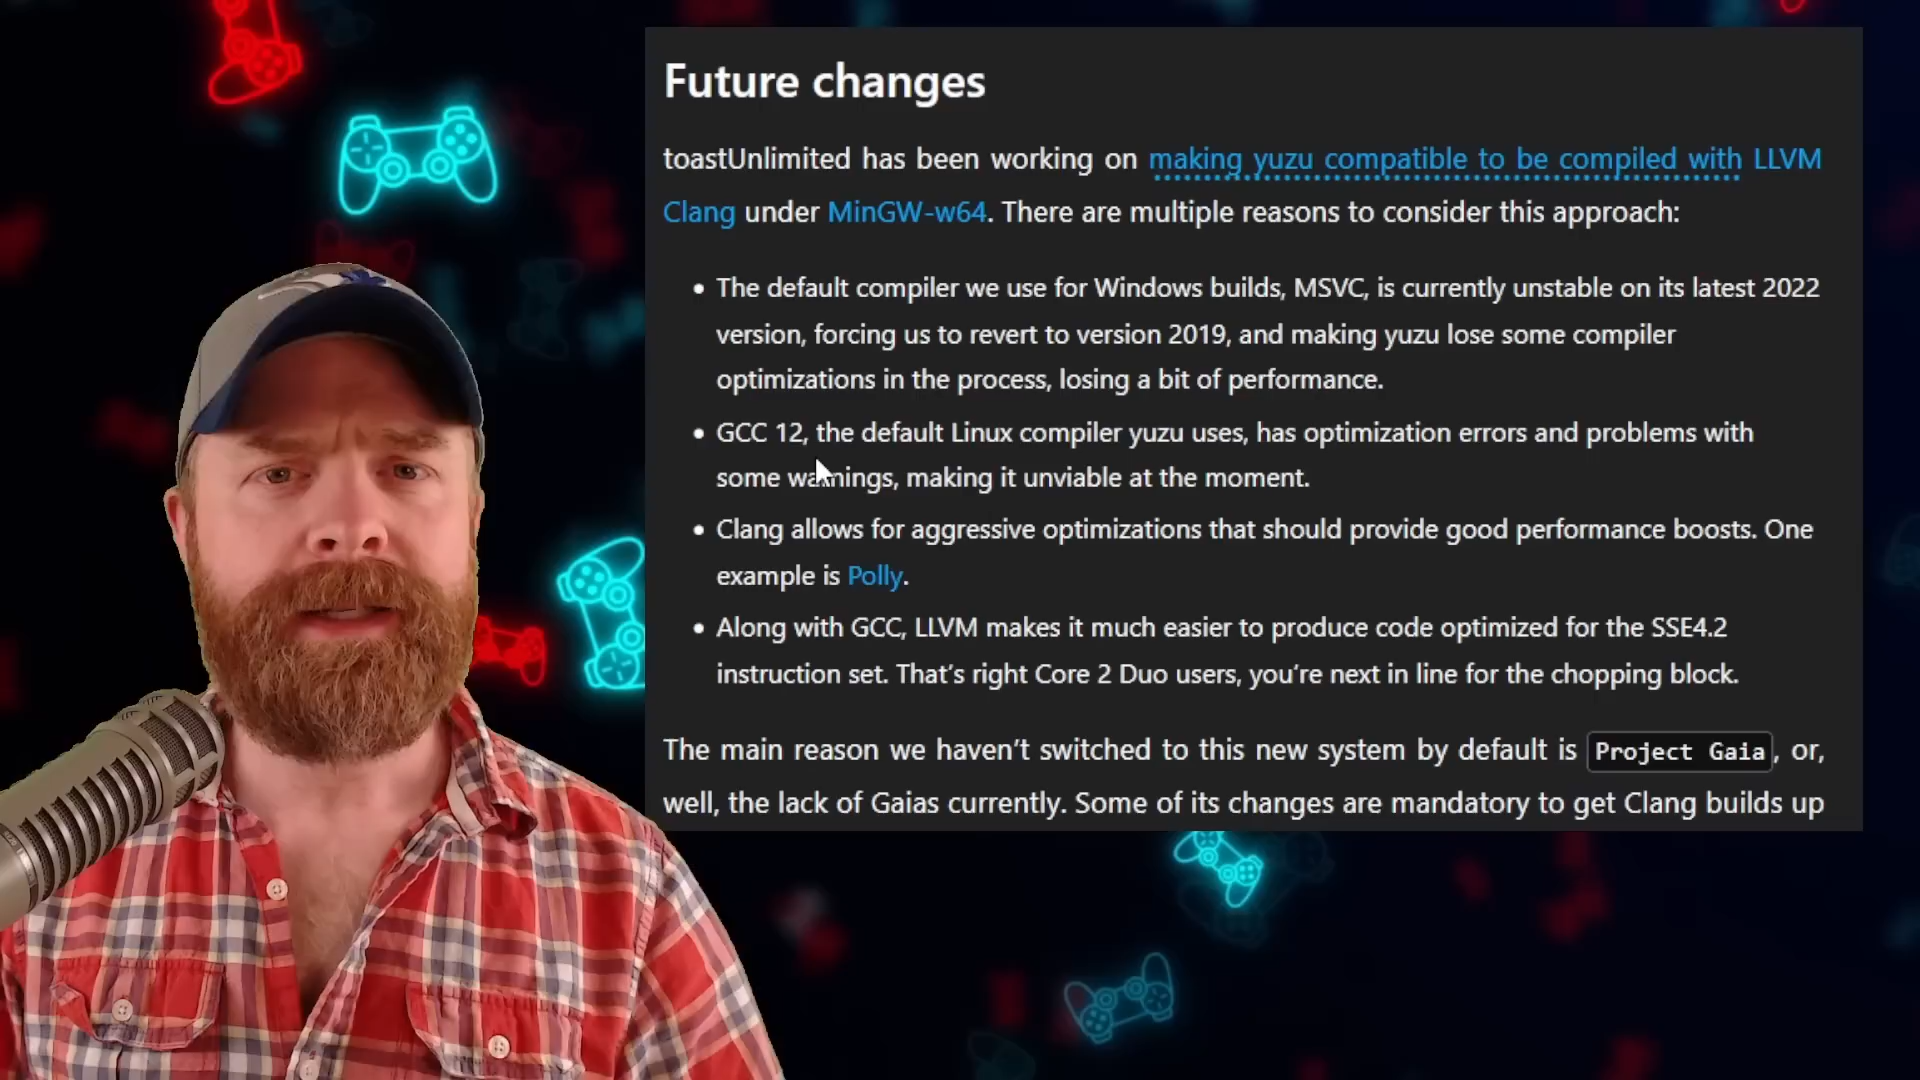 Future changes
toastUnlimited has been working on making yuzu compatible to be compiled with LLVM
Clang under MinGW-w64. There are multiple reasons to consider this approach:
• The default compiler we use for Windows builds, MSVC, is currently unstable on its latest 2022
version, forcing us to revert to version 2019, and making yuzu lose some compiler
optimizations in the process, losing a bit of performance.
• GCC 12, the default Linux compiler yuzu uses, has optimization errors and problems with
some warnings, making it unviable at the moment.
• Clang allows for aggressive optimizations that should provide good performance boosts. One
example is Polly.
• Along with GCC, LLVM makes it much easier to produce code optimized for the SSE4.2
instruction set. That's right Core 2 Duo users, you're next in line for the chopping block.
The main reason we haven't switched to this new system by default is Project Gaia, or,
well, the lack of Gaias currently. Some of its changes are mandatory to get Clang builds up